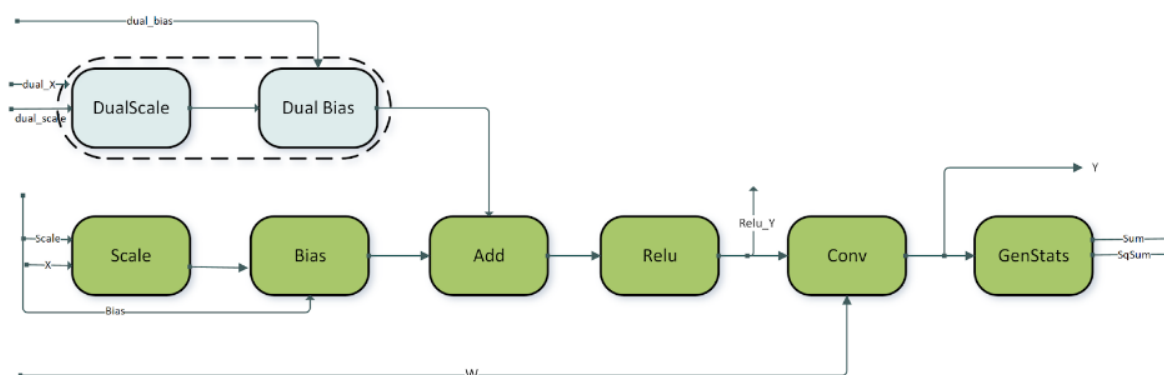 dual_bias
dual_X
dual_scale
DualScale
Dual Bias
Scale
X
Bias
Scale
Bias
Add
Relu
Relu_Y
Conv
Y
GenStats
Sum
SqSum
W